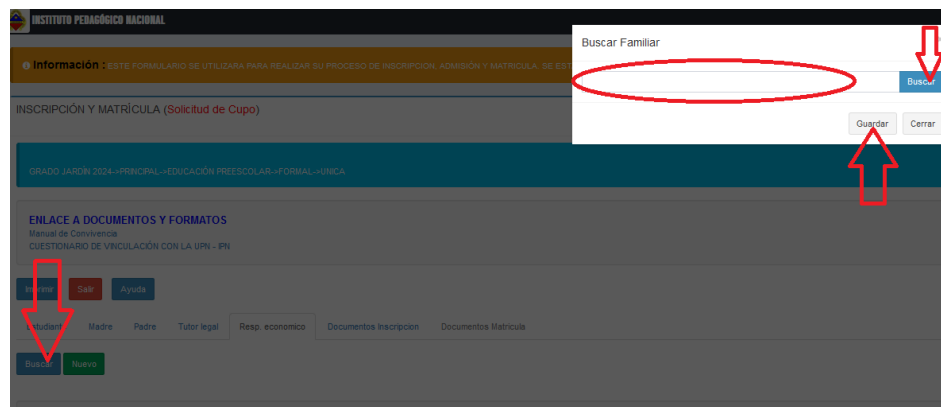 INSTITUTO PEDAGÓGICO NACIONAL
Buscar Familiar
Información : ESTE FORMULARIO SE UTILIZARA PARA REALIZAR SU PROCESO DE INSCRIPCION, ADMISIÓN Y MATRICULA. SE EST
Buscar
INSCRIPCIÓN Y MATRÍCULA (Solicitud de Cupo)
Guardar Cerrar
GRADO JARDÍN 2024->PRINCIPAL->EDUCACIÓN PREESCOLAR->FORMAL->UNICA
ENLACE A DOCUMENTOS Y FORMATOS
Manual de Convivencia
CUESTIONARIO DE VINCULACIÓN CON LA UPN - IPN
Imprimir Salir Ayuda
Estudiante Madre Padre Tutor legal Resp. economico Documentos Inscripcion Documentos Matricula
Buscar Nuevo